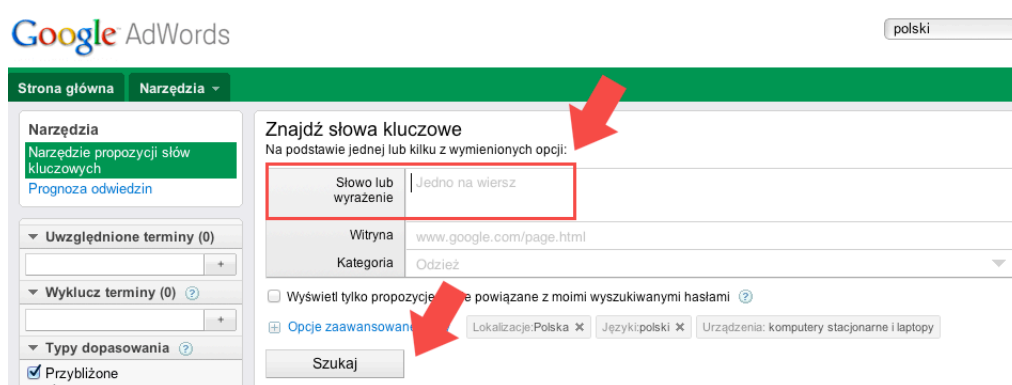 Google AdWords
polski
Strona główna
Narzędzia
Narzędzia
Narzędzie propozycji słów
kluczowych
Prognoza odwiedzin
Uwzględnione terminy (0)
+
Wyklucz terminy (0) ?
+
Typy dopasowania ?
Przybliżone
Znajdź słowa kluczowe
Na podstawie jednej lub kilku z wymienionych opcji:
Słowo lub
wyrażenie
Jedno na wiersz
Witryna
www.google.com/page.html
Kategoria
Odzież
Wyświetl tylko propozycje powiązane z moimi wyszukiwanymi hasłami ?
Opcje zaawansowane
Lokalizacje:Polska ×
Języki:polski ×
Urządzenia: komputery stacjonarne i laptopy
Szukaj